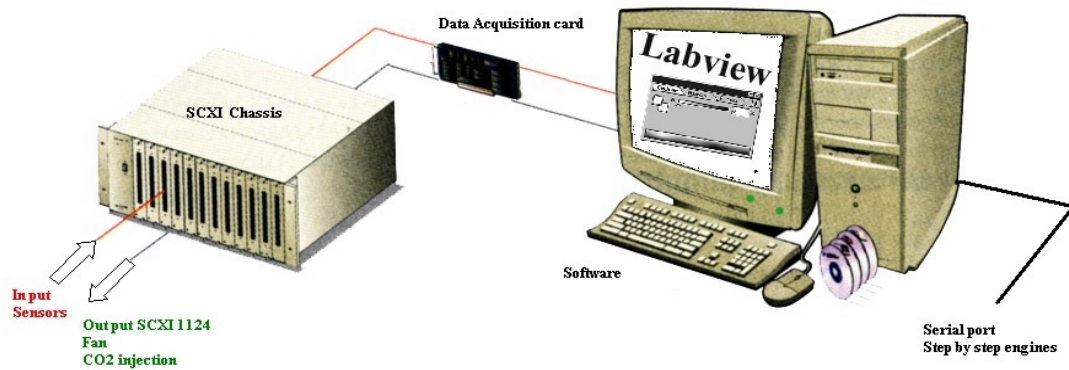 Data Acquisition card
Labview
SCXI Chassis
Software
Input
Sensors
Output SCXI 1124
Fan
CO2 injection
Serial port
Step by step engines